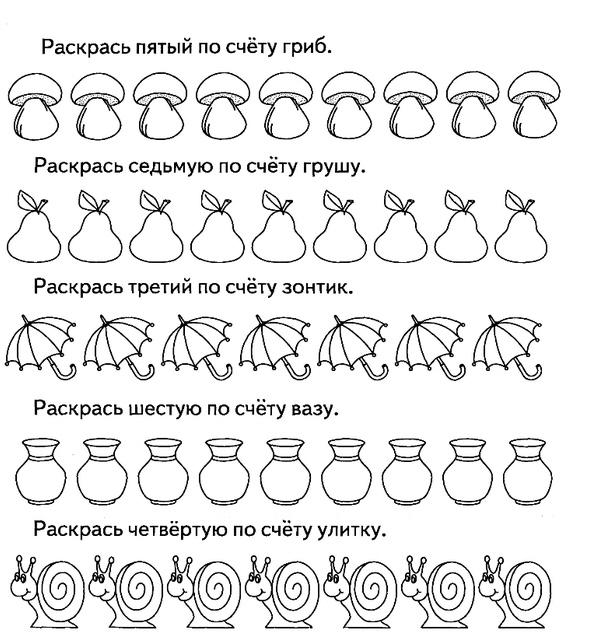 Раскрась пятый по счёту гриб.
Раскрась седьмую по счёту грушу.
Раскрась третий по счёту зонтик.
Раскрась шестую по счёту вазу.
Раскрась четвёртую по счёту улитку.